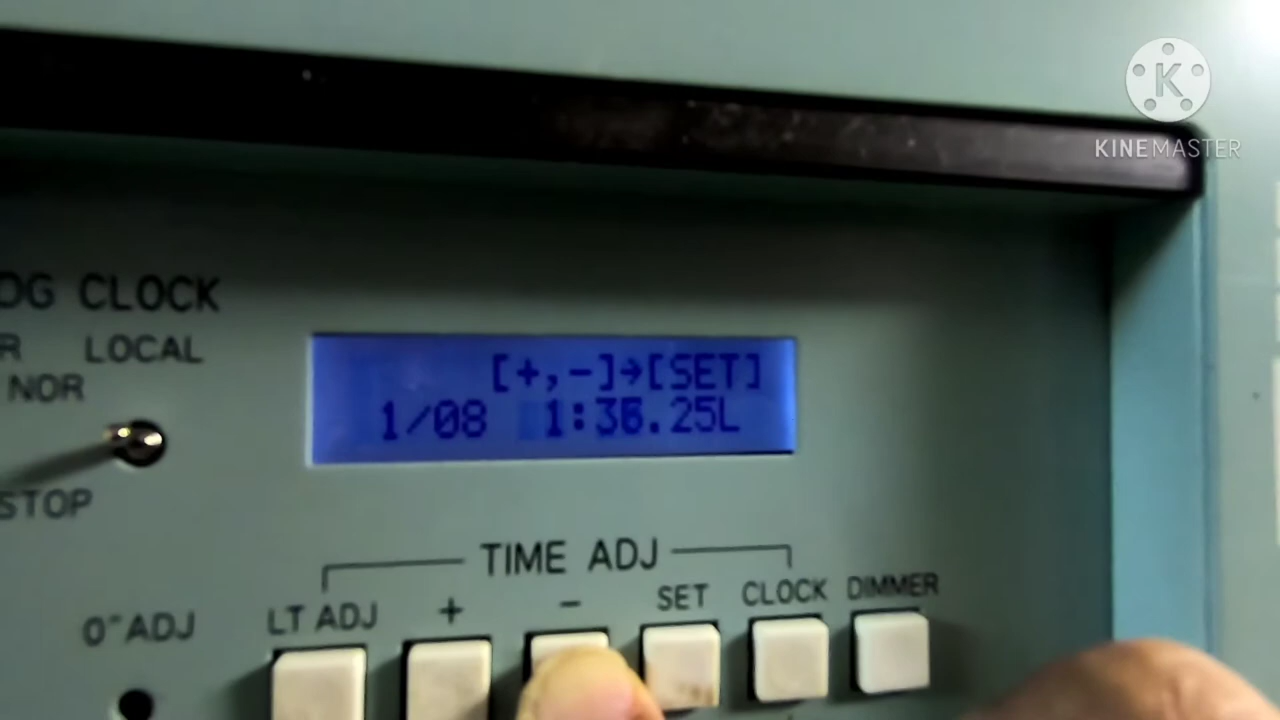 K
KINEMASTER
CLOCK
LOCAL
NOR
[+,-]→[SET]
1/08 1:36.25L
STOP
TIME ADJ
0"ADJ
LT ADJ
+
-
SET
CLOCK
DIMMER